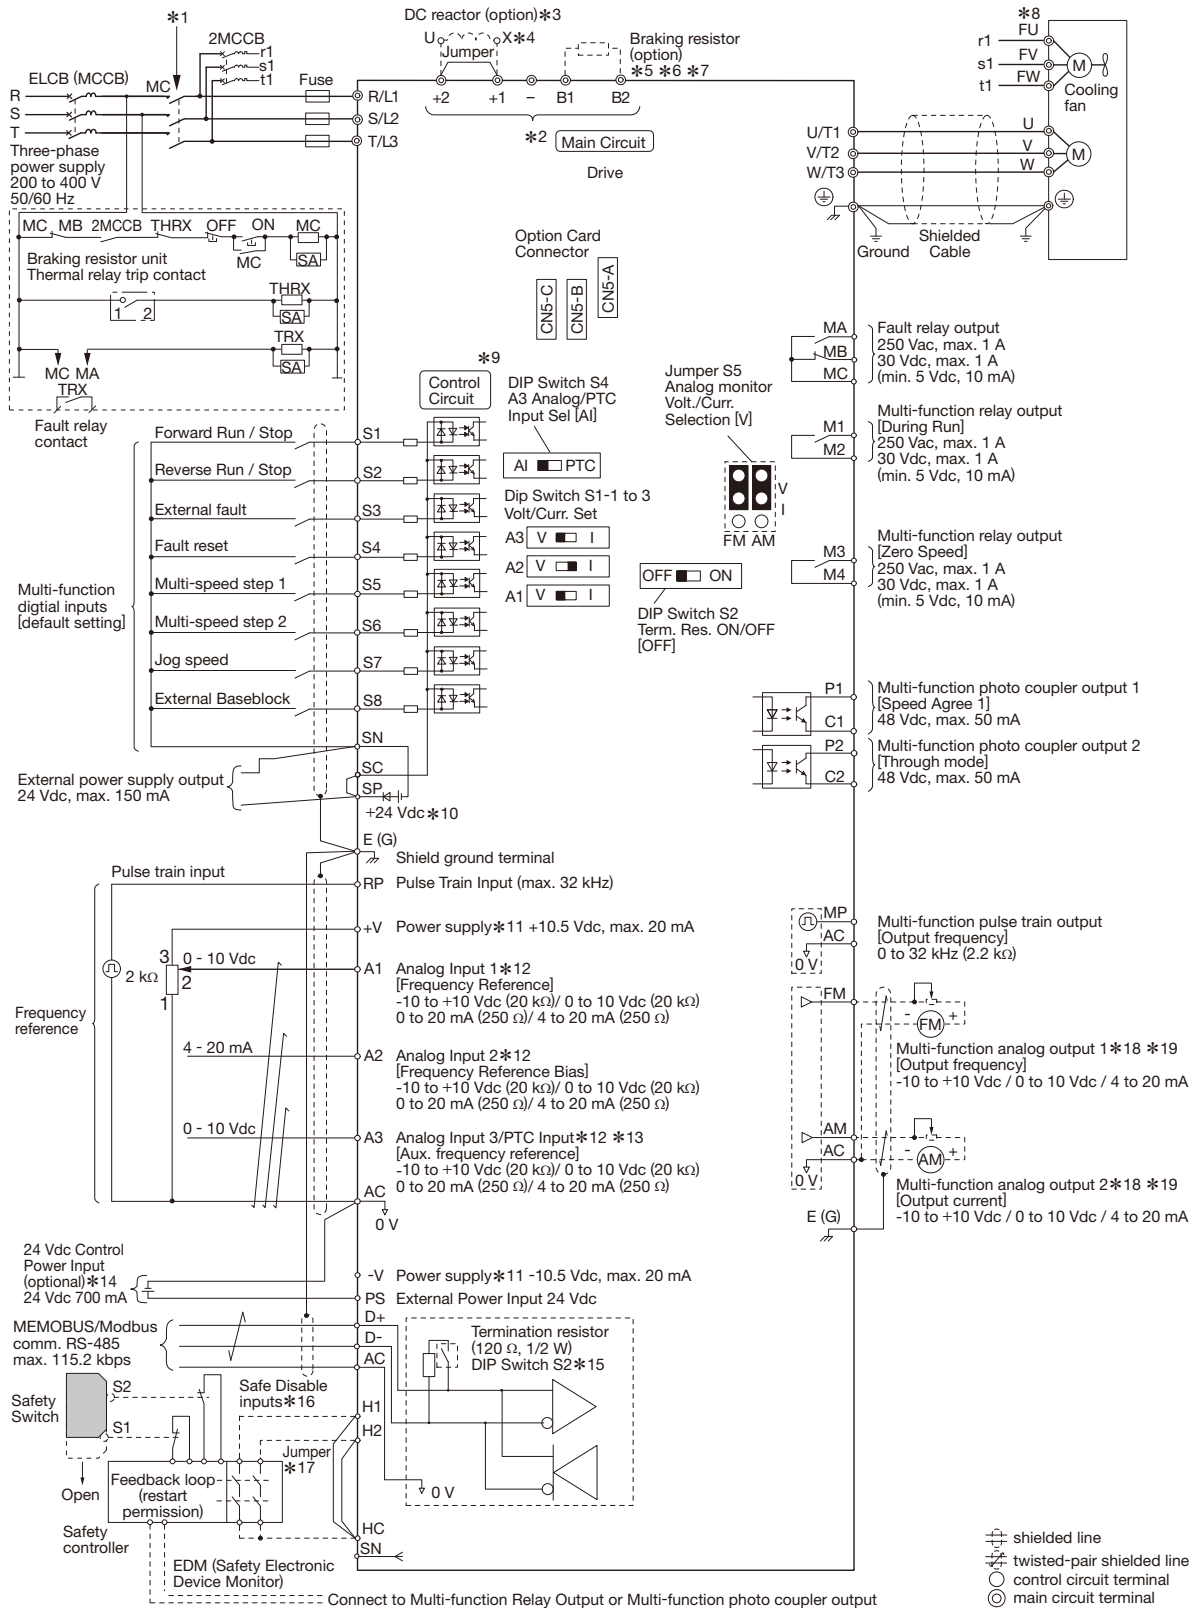 *1
DC reactor (option)*3
U X*4
Jumper
Braking resistor
(option)
*5 *6 *7
2MCCB
r1
s1
t1
ELCB (MCCB)
MC
Fuse
R
S
T
R/L1
S/L2
T/L3
+2 +1 − B1 B2
*2
Main Circuit
Drive
Three-phase
power supply
200 to 400 V
50/60 Hz
*8
r1 FU
s1 FV
t1 FW
M
Cooling
fan
U/T1 U
V/T2 V
W/T3 W
M
Ground
Shielded
Cable
MC MB 2MCCB THRX OFF ON MC
MC
SA
Braking resistor unit
Thermal relay trip contact
1 2
THRX
SA
TRX
SA
MC MA
TRX
Fault relay
contact
Option Card
Connector
CN5-C
CN5-B
CN5-A
*9
Control
Circuit
DIP Switch S4
A3 Analog/PTC
Input Sel [AI]
AI PTC
Dip Switch S1-1 to 3
Volt/Curr. Set
A3 V I
A2 V I
A1 V I
Jumper S5
Analog monitor
Volt./Curr.
Selection [V]
V
I
FM AM
OFF ON
DIP Switch S2
Term. Res. ON/OFF
[OFF]
Multi-function
digtial inputs
[default setting]
Forward Run / Stop S1
Reverse Run / Stop S2
External fault S3
Fault reset S4
Multi-speed step 1 S5
Multi-speed step 2 S6
Jog speed S7
External Baseblock S8
SN
SC
SP
+24 Vdc*10
External power supply output
24 Vdc, max. 150 mA
MA
MB
MC
Fault relay output
250 Vac, max. 1 A
30 Vdc, max. 1 A
(min. 5 Vdc, 10 mA)
M1
M2
Multi-function relay output
[During Run]
250 Vac, max. 1 A
30 Vdc, max. 1 A
(min. 5 Vdc, 10 mA)
M3
M4
Multi-function relay output
[Zero Speed]
250 Vac, max. 1 A
30 Vdc, max. 1 A
(min. 5 Vdc, 10 mA)
P1
C1
Multi-function photo coupler output 1
[Speed Agree 1]
48 Vdc, max. 50 mA
P2
C2
Multi-function photo coupler output 2
[Through mode]
48 Vdc, max. 50 mA
E (G)
Shield ground terminal
Pulse train input
RP Pulse Train Input (max. 32 kHz)
+V Power supply*11 +10.5 Vdc, max. 20 mA
Frequency
reference
2 kΩ
3
2
1
0 - 10 Vdc
A1 Analog Input 1*12
[Frequency Reference]
-10 to +10 Vdc (20 kΩ)/ 0 to 10 Vdc (20 kΩ)
0 to 20 mA (250 Ω)/ 4 to 20 mA (250 Ω)
4 - 20 mA
A2 Analog Input 2*12
[Frequency Reference Bias]
-10 to +10 Vdc (20 kΩ)/ 0 to 10 Vdc (20 kΩ)
0 to 20 mA (250 Ω)/ 4 to 20 mA (250 Ω)
0 - 10 Vdc
A3 Analog Input 3/PTC Input*12 *13
[Aux. frequency reference]
-10 to +10 Vdc (20 kΩ)/ 0 to 10 Vdc (20 kΩ)
0 to 20 mA (250 Ω)/ 4 to 20 mA (250 Ω)
AC
0 V
MP
AC
0 V
Multi-function pulse train output
[Output frequency]
0 to 32 kHz (2.2 kΩ)
FM
- +
FM
Multi-function analog output 1*18 *19
[Output frequency]
-10 to +10 Vdc / 0 to 10 Vdc / 4 to 20 mA
AM
AC
0 V
- +
AM
Multi-function analog output 2*18 *19
[Output current]
-10 to +10 Vdc / 0 to 10 Vdc / 4 to 20 mA
E (G)
24 Vdc Control
Power Input
(optional)*14
24 Vdc 700 mA
-V Power supply*11 -10.5 Vdc, max. 20 mA
PS External Power Input 24 Vdc
MEMOBUS/Modbus
comm. RS-485
max. 115.2 kbps
D+
D-
AC
Termination resistor
(120 Ω, 1/2 W)
DIP Switch S2*15
0 V
Safety
Switch
S2
S1
Open
Safe Disable
inputs*16
H1
H2
Jumper
*17
Feedback loop
(restart
permission)
Safety
controller
HC
SN
EDM (Safety Electronic
Device Monitor)
Connect to Multi-function Relay Output or Multi-function photo coupler output
shielded line
twisted-pair shielded line
control circuit terminal
main circuit terminal